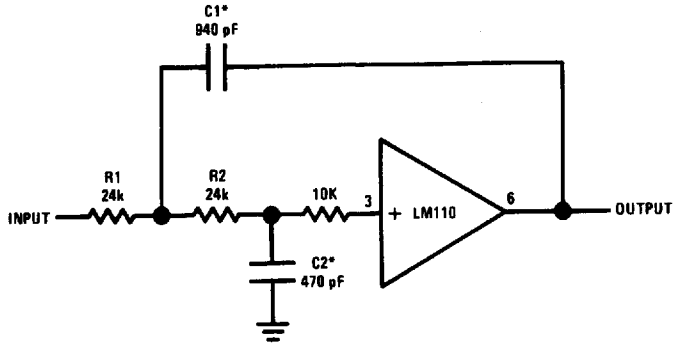 C1*
940 pF
R1
24k
R2
24k
10K
3
+ LM110
6
INPUT
OUTPUT
C2*
470 pF